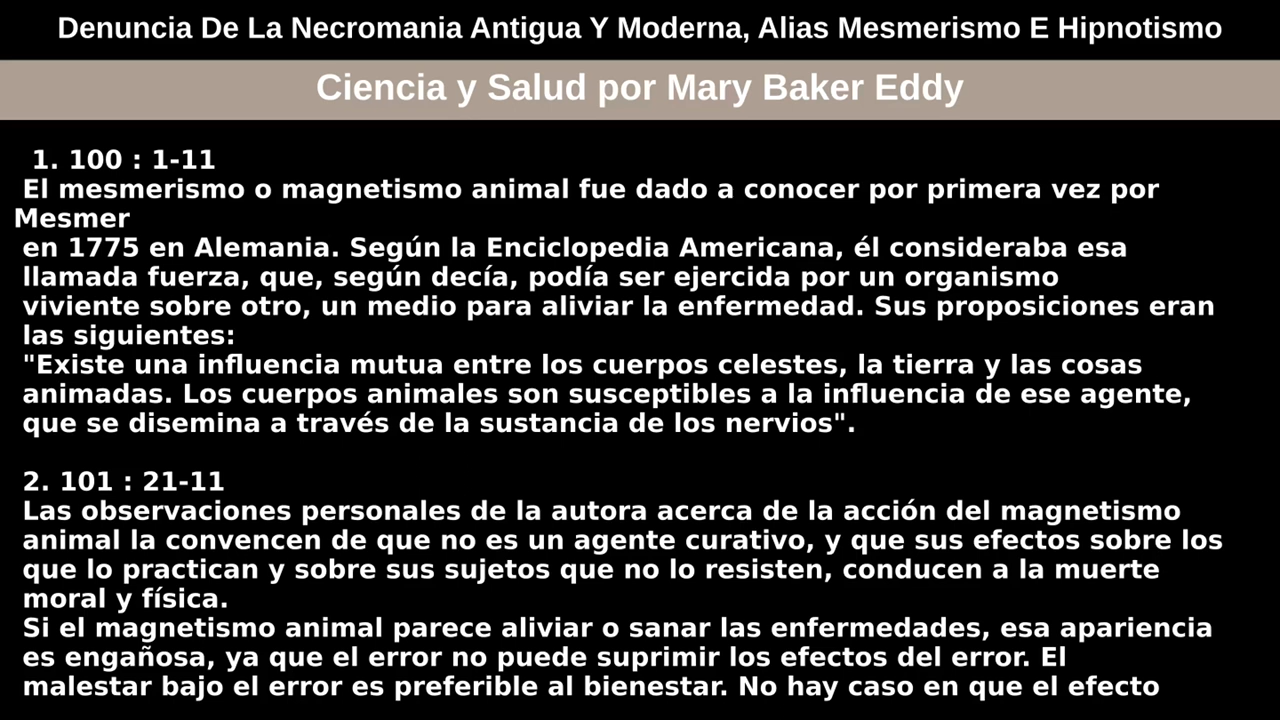 Denuncia De La Necromania Antigua Y Moderna, Alias Mesmerismo E Hipnotismo
Ciencia y Salud por Mary Baker Eddy
1. 100 : 1-11
El mesmerismo o magnetismo animal fue dado a conocer por primera vez por
Mesmer
en 1775 en Alemania. Según la Enciclopedia Americana, él consideraba esa
llamada fuerza, que, según decía, podía ser ejercida por un organismo
viviente sobre otro, un medio para aliviar la enfermedad. Sus proposiciones eran
las siguientes:
"Existe una influencia mutua entre los cuerpos celestes, la tierra y las cosas
animadas. Los cuerpos animales son susceptibles a la influencia de ese agente,
que se disemina a través de la sustancia de los nervios".
2. 101 : 21-11
Las observaciones personales de la autora acerca de la acción del magnetismo
animal la convencen de que no es un agente curativo, y que sus efectos sobre los
que lo practican y sobre sus sujetos que no lo resisten, conducen a la muerte
moral y física.
Si el magnetismo animal parece aliviar o sanar las enfermedades, esa apariencia
es engañosa, ya que el error no puede suprimir los efectos del error. El
malestar bajo el error es preferible al bienestar. No hay caso en que el efecto